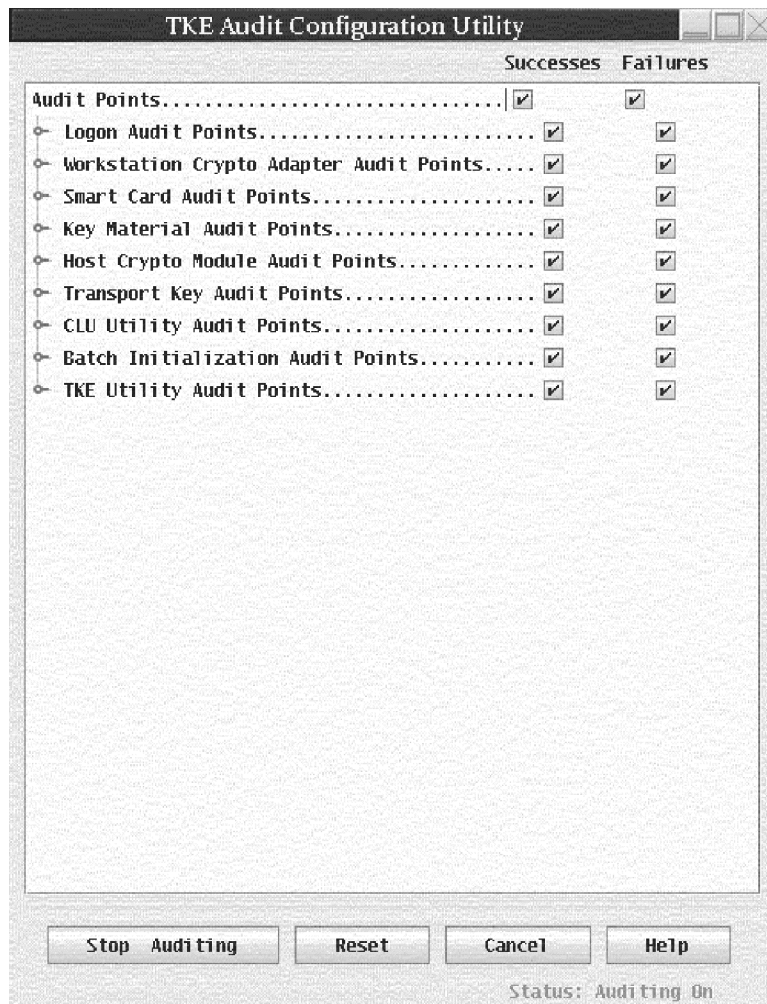 TKE Audit Configuration Utility
Successes Failures
Audit Points................................
Logon Audit Points..........................
Workstation Crypto Adapter Audit Points.....
Smart Card Audit Points.....................
Key Material Audit Points...................
Host Crypto Module Audit Points.............
Transport Key Audit Points..................
CLU Utility Audit Points....................
Batch Initialization Audit Points...........
TKE Utility Audit Points....................
Stop Auditing Reset Cancel Help
Status: Auditing On